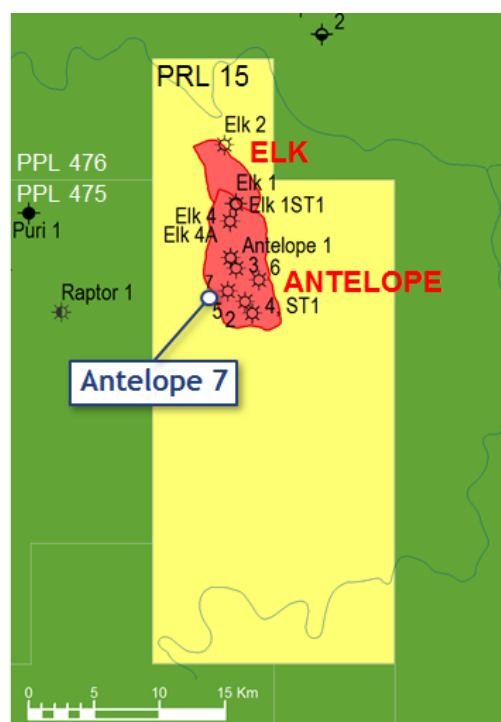 2
PRL 15
Elk 2
ELK
PPL 476
Elk 1
PPL 475
Elk 1ST1
Elk 4
Puri 1
Elk 4A
Antelope 1
3 6
ANTELOPE
7
Raptor 1
5 2 4, ST1
Antelope 7
0 5 10 15 Km